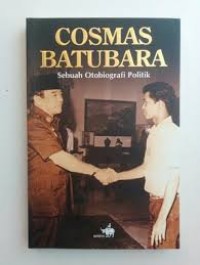 COSMAS
BATUBARA
Sebuah Otobiografi Politik